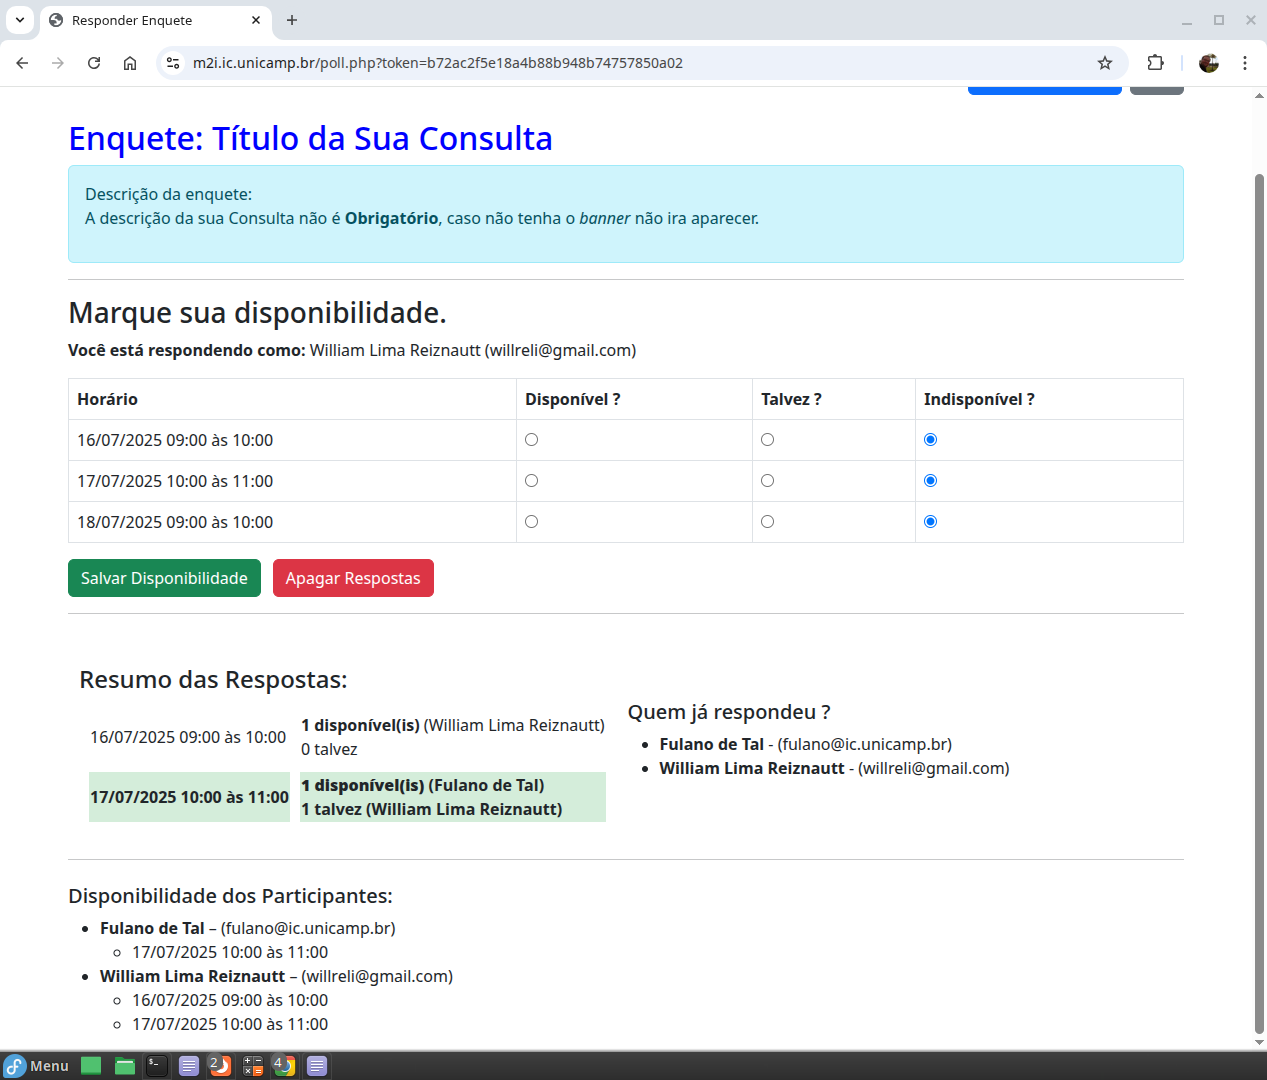 Responder Enquete
m2i.ic.unicamp.br/poll.php?token=b72ac2f5e18a4b88b948b74757850a02
Enquete: Título da Sua Consulta
Descrição da enquete:
A descrição da sua Consulta não é Obrigatório, caso não tenha o banner não ira aparecer.
Marque sua disponibilidade.
Você está respondendo como: William Lima Reiznautt (willreli@gmail.com)
Horário Disponível ? Talvez ? Indisponível ?
16/07/2025 09:00 às 10:00
17/07/2025 10:00 às 11:00
18/07/2025 09:00 às 10:00
Salvar Disponibilidade Apagar Respostas
Resumo das Respostas:
16/07/2025 09:00 às 10:00
1 disponível(is) (William Lima Reiznautt)
0 talvez
17/07/2025 10:00 às 11:00
1 disponível(is) (Fulano de Tal)
1 talvez (William Lima Reiznautt)
Quem já respondeu ?
Fulano de Tal - (fulano@ic.unicamp.br)
William Lima Reiznautt - (willreli@gmail.com)
Disponibilidade dos Participantes:
Fulano de Tal – (fulano@ic.unicamp.br)
17/07/2025 10:00 às 11:00
William Lima Reiznautt – (willreli@gmail.com)
16/07/2025 09:00 às 10:00
17/07/2025 10:00 às 11:00
Menu 2 4